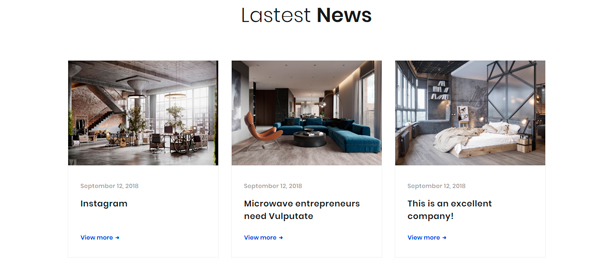 Lastest News
September 12, 2018
Instagram
View more ➔
September 12, 2018
Microwave entrepreneurs
need Vulputate
View more ➔
September 12, 2018
This is an excellent
company!
View more ➔